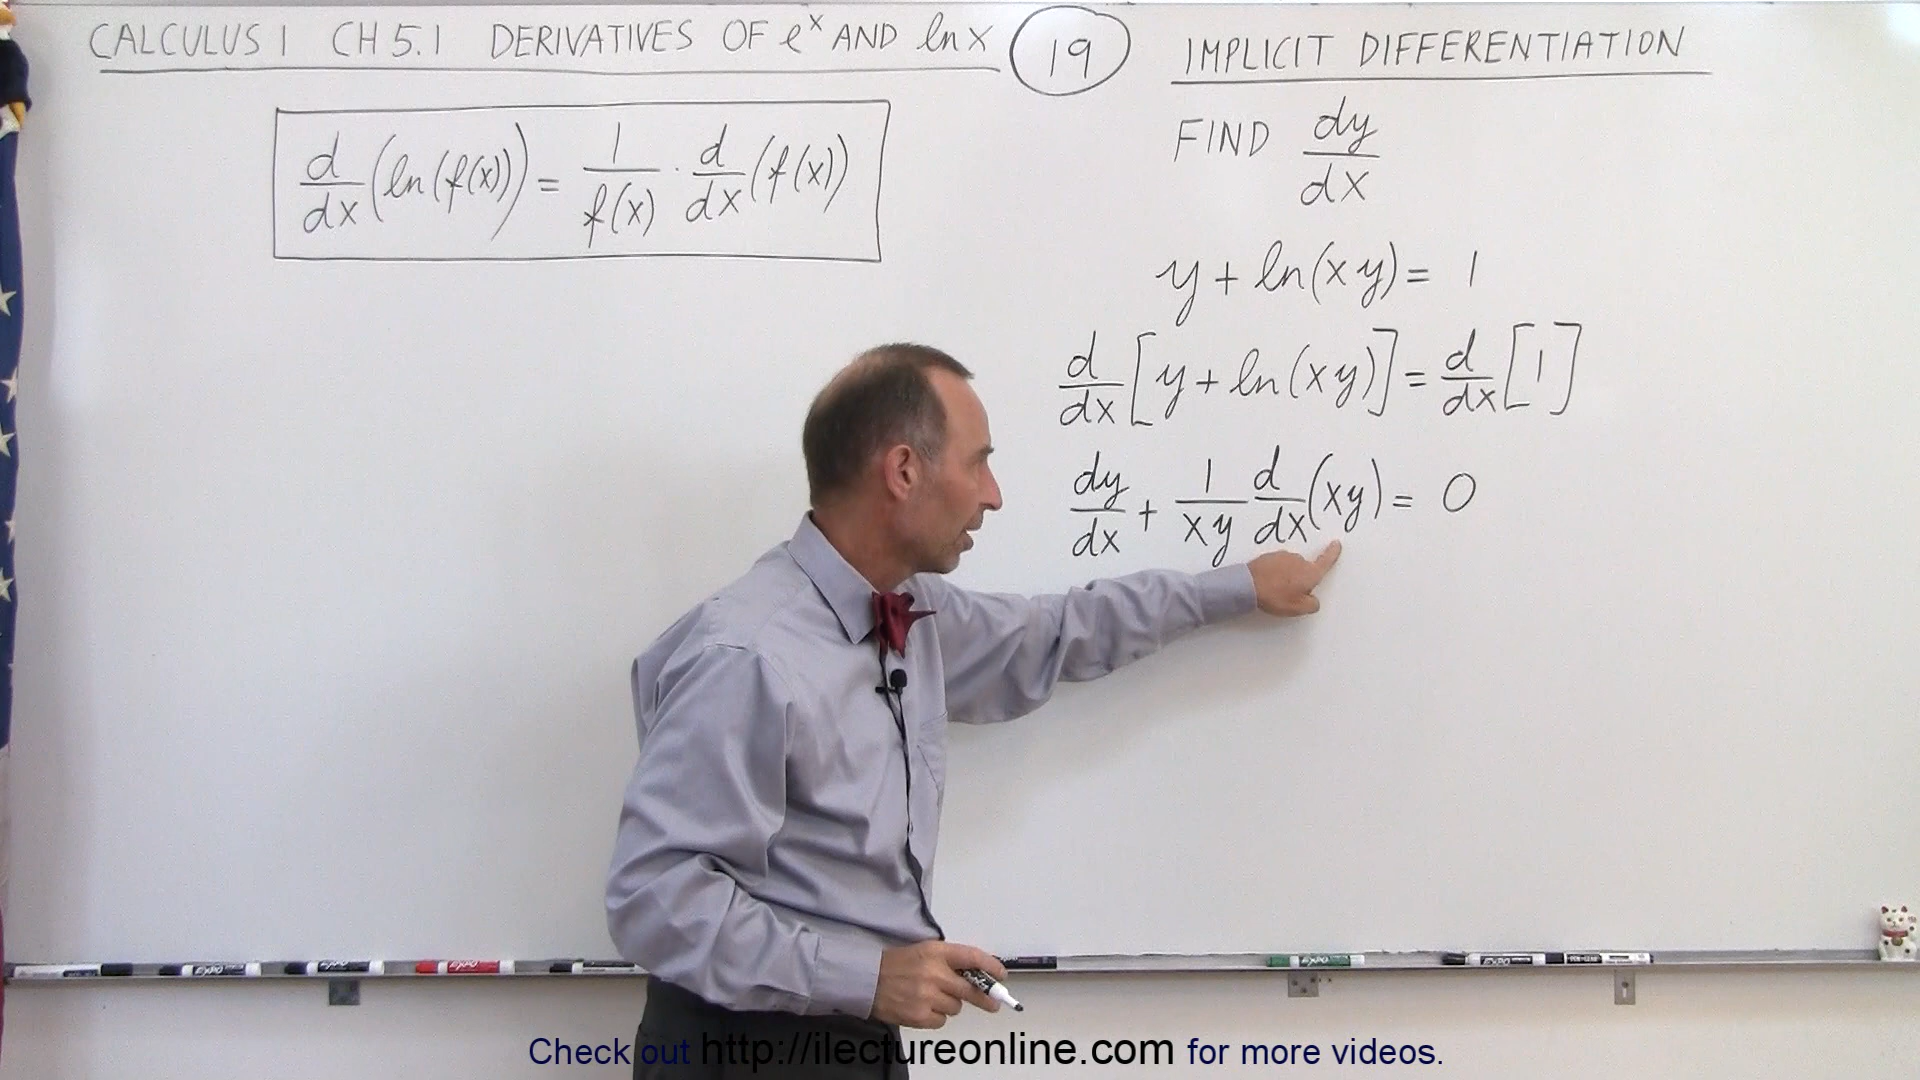 CALCULUS 1 CH 5.1 DERIVATIVES OF e^x AND ln x
19
IMPLICIT DIFFERENTIATION
d/dx (ln(f(x))) = 1/f(x) · d/dx (f(x))
FIND dy/dx
y + ln(xy) = 1
d/dx [y + ln(xy)] = d/dx [1]
dy/dx + 1/xy d/dx (xy) = 0
Check out http://ilectureonline.com for more videos.